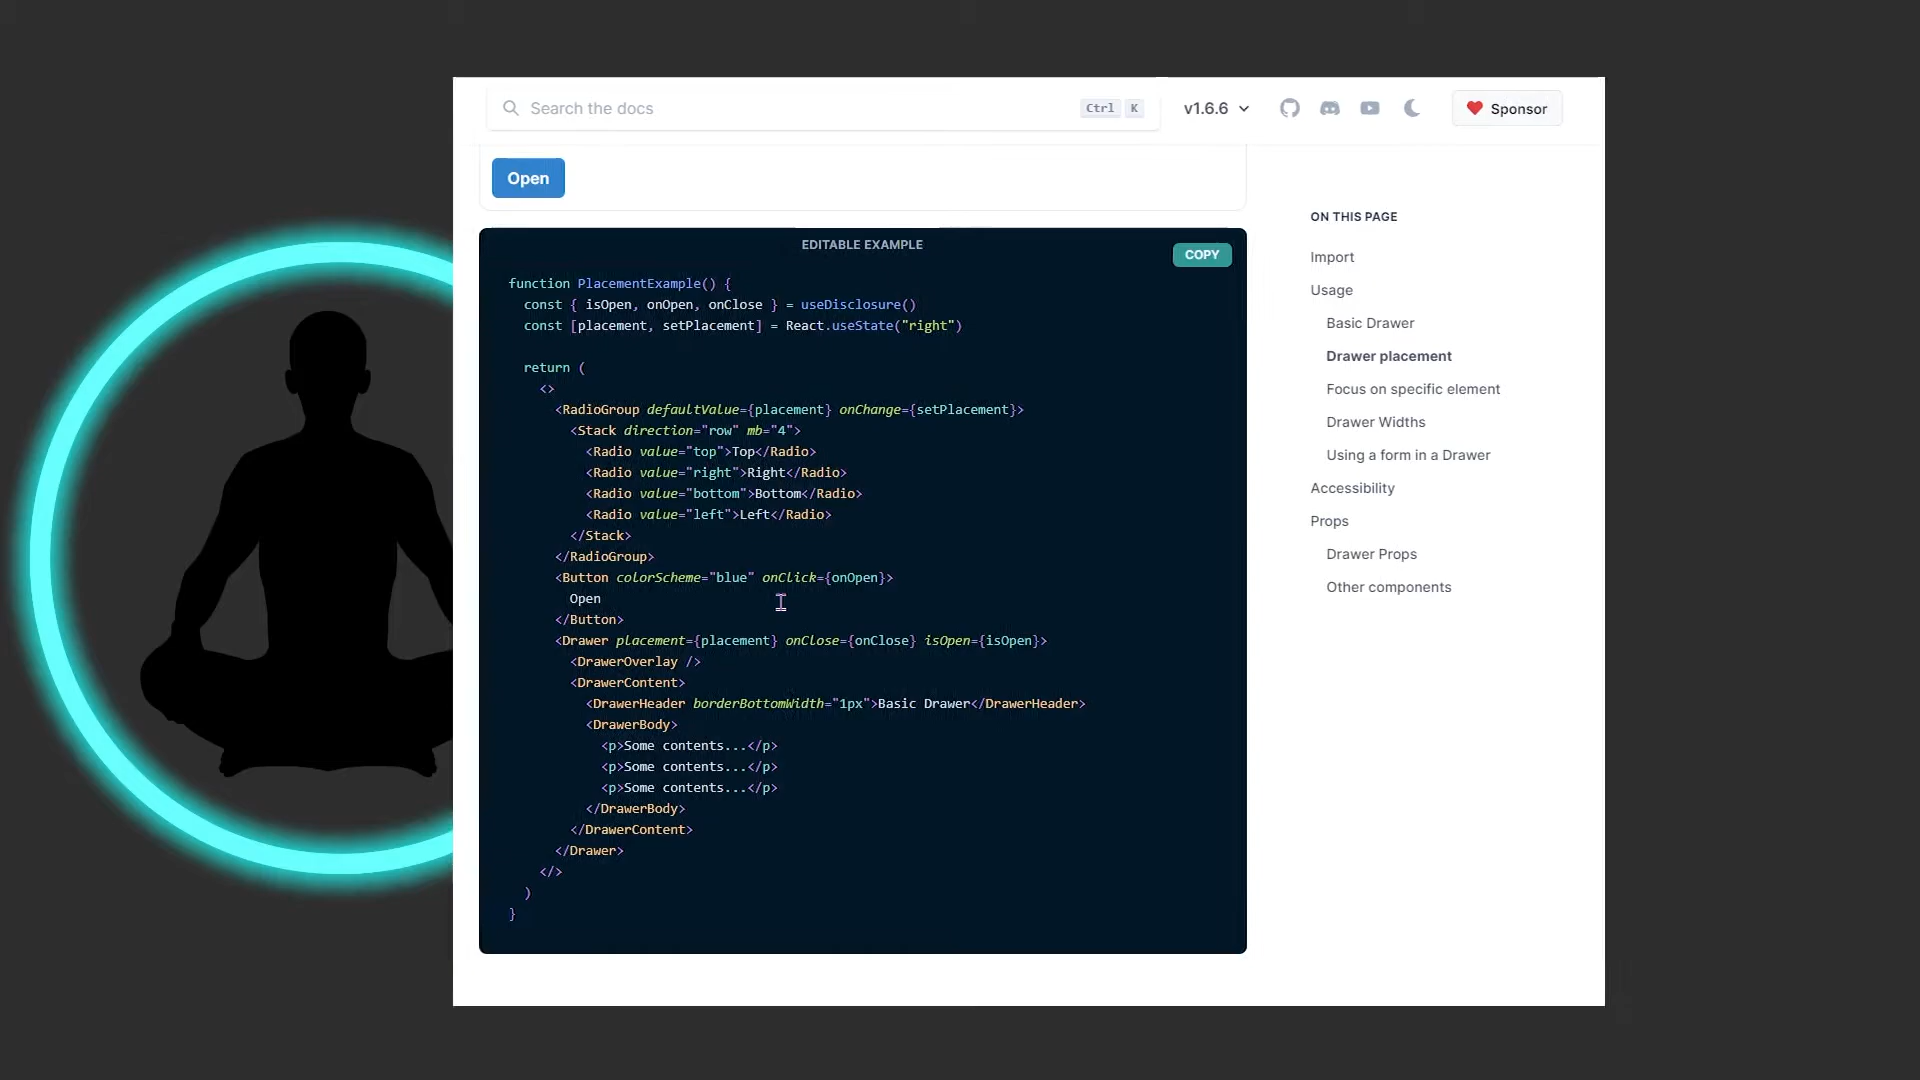 Search the docs
Ctrl K
v1.6.6
Sponsor
Open
EDITABLE EXAMPLE
COPY
function PlacementExample() {
  const { isOpen, onOpen, onClose } = useDisclosure()
  const [placement, setPlacement] = React.useState("right")
  return (
    <>
      <RadioGroup defaultValue={placement} onChange={setPlacement}>
        <Stack direction="row" mb="4">
          <Radio value="top">Top</Radio>
          <Radio value="right">Right</Radio>
          <Radio value="bottom">Bottom</Radio>
          <Radio value="left">Left</Radio>
        </Stack>
      </RadioGroup>
      <Button colorScheme="blue" onClick={onOpen}>
        Open
      </Button>
      <Drawer placement={placement} onClose={onClose} isOpen={isOpen}>
        <DrawerOverlay />
        <DrawerContent>
          <DrawerHeader borderBottomWidth="1px">Basic Drawer</DrawerHeader>
          <DrawerBody>
            <p>Some contents...</p>
            <p>Some contents...</p>
            <p>Some contents...</p>
          </DrawerBody>
        </DrawerContent>
      </Drawer>
    </>
  )
}
ON THIS PAGE
Import
Usage
Basic Drawer
Drawer placement
Focus on specific element
Drawer Widths
Using a form in a Drawer
Accessibility
Props
Drawer Props
Other components